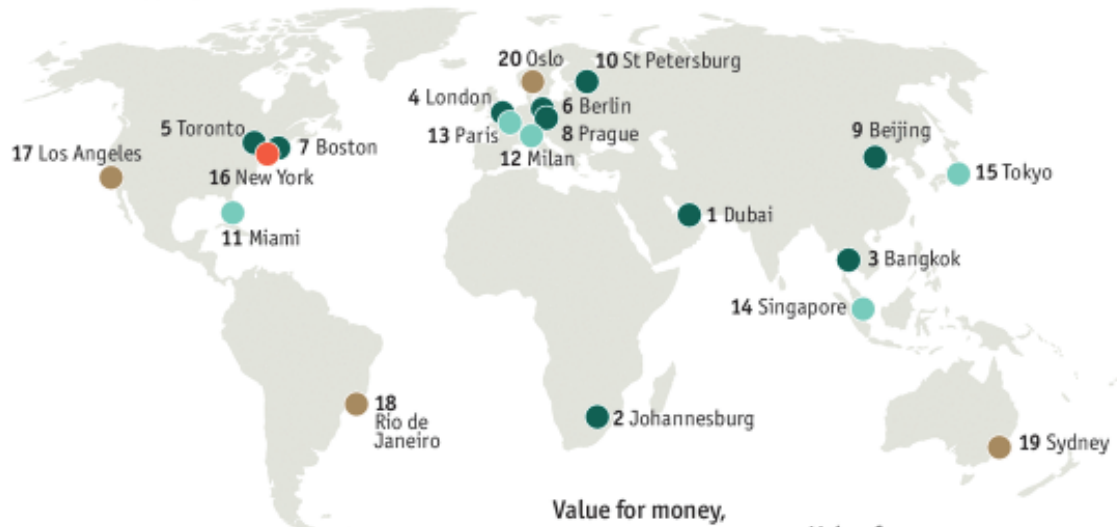 20 Oslo
10 St Petersburg
4 London
6 Berlin
5 Toronto
13 Paris
8 Prague
9 Beijing
7 Boston
17 Los Angeles
12 Milan
16 New York
15 Tokyo
1 Dubai
11 Miami
3 Bangkok
14 Singapore
18
Rio de
Janeiro
2 Johannesburg
19 Sydney
Value for money,